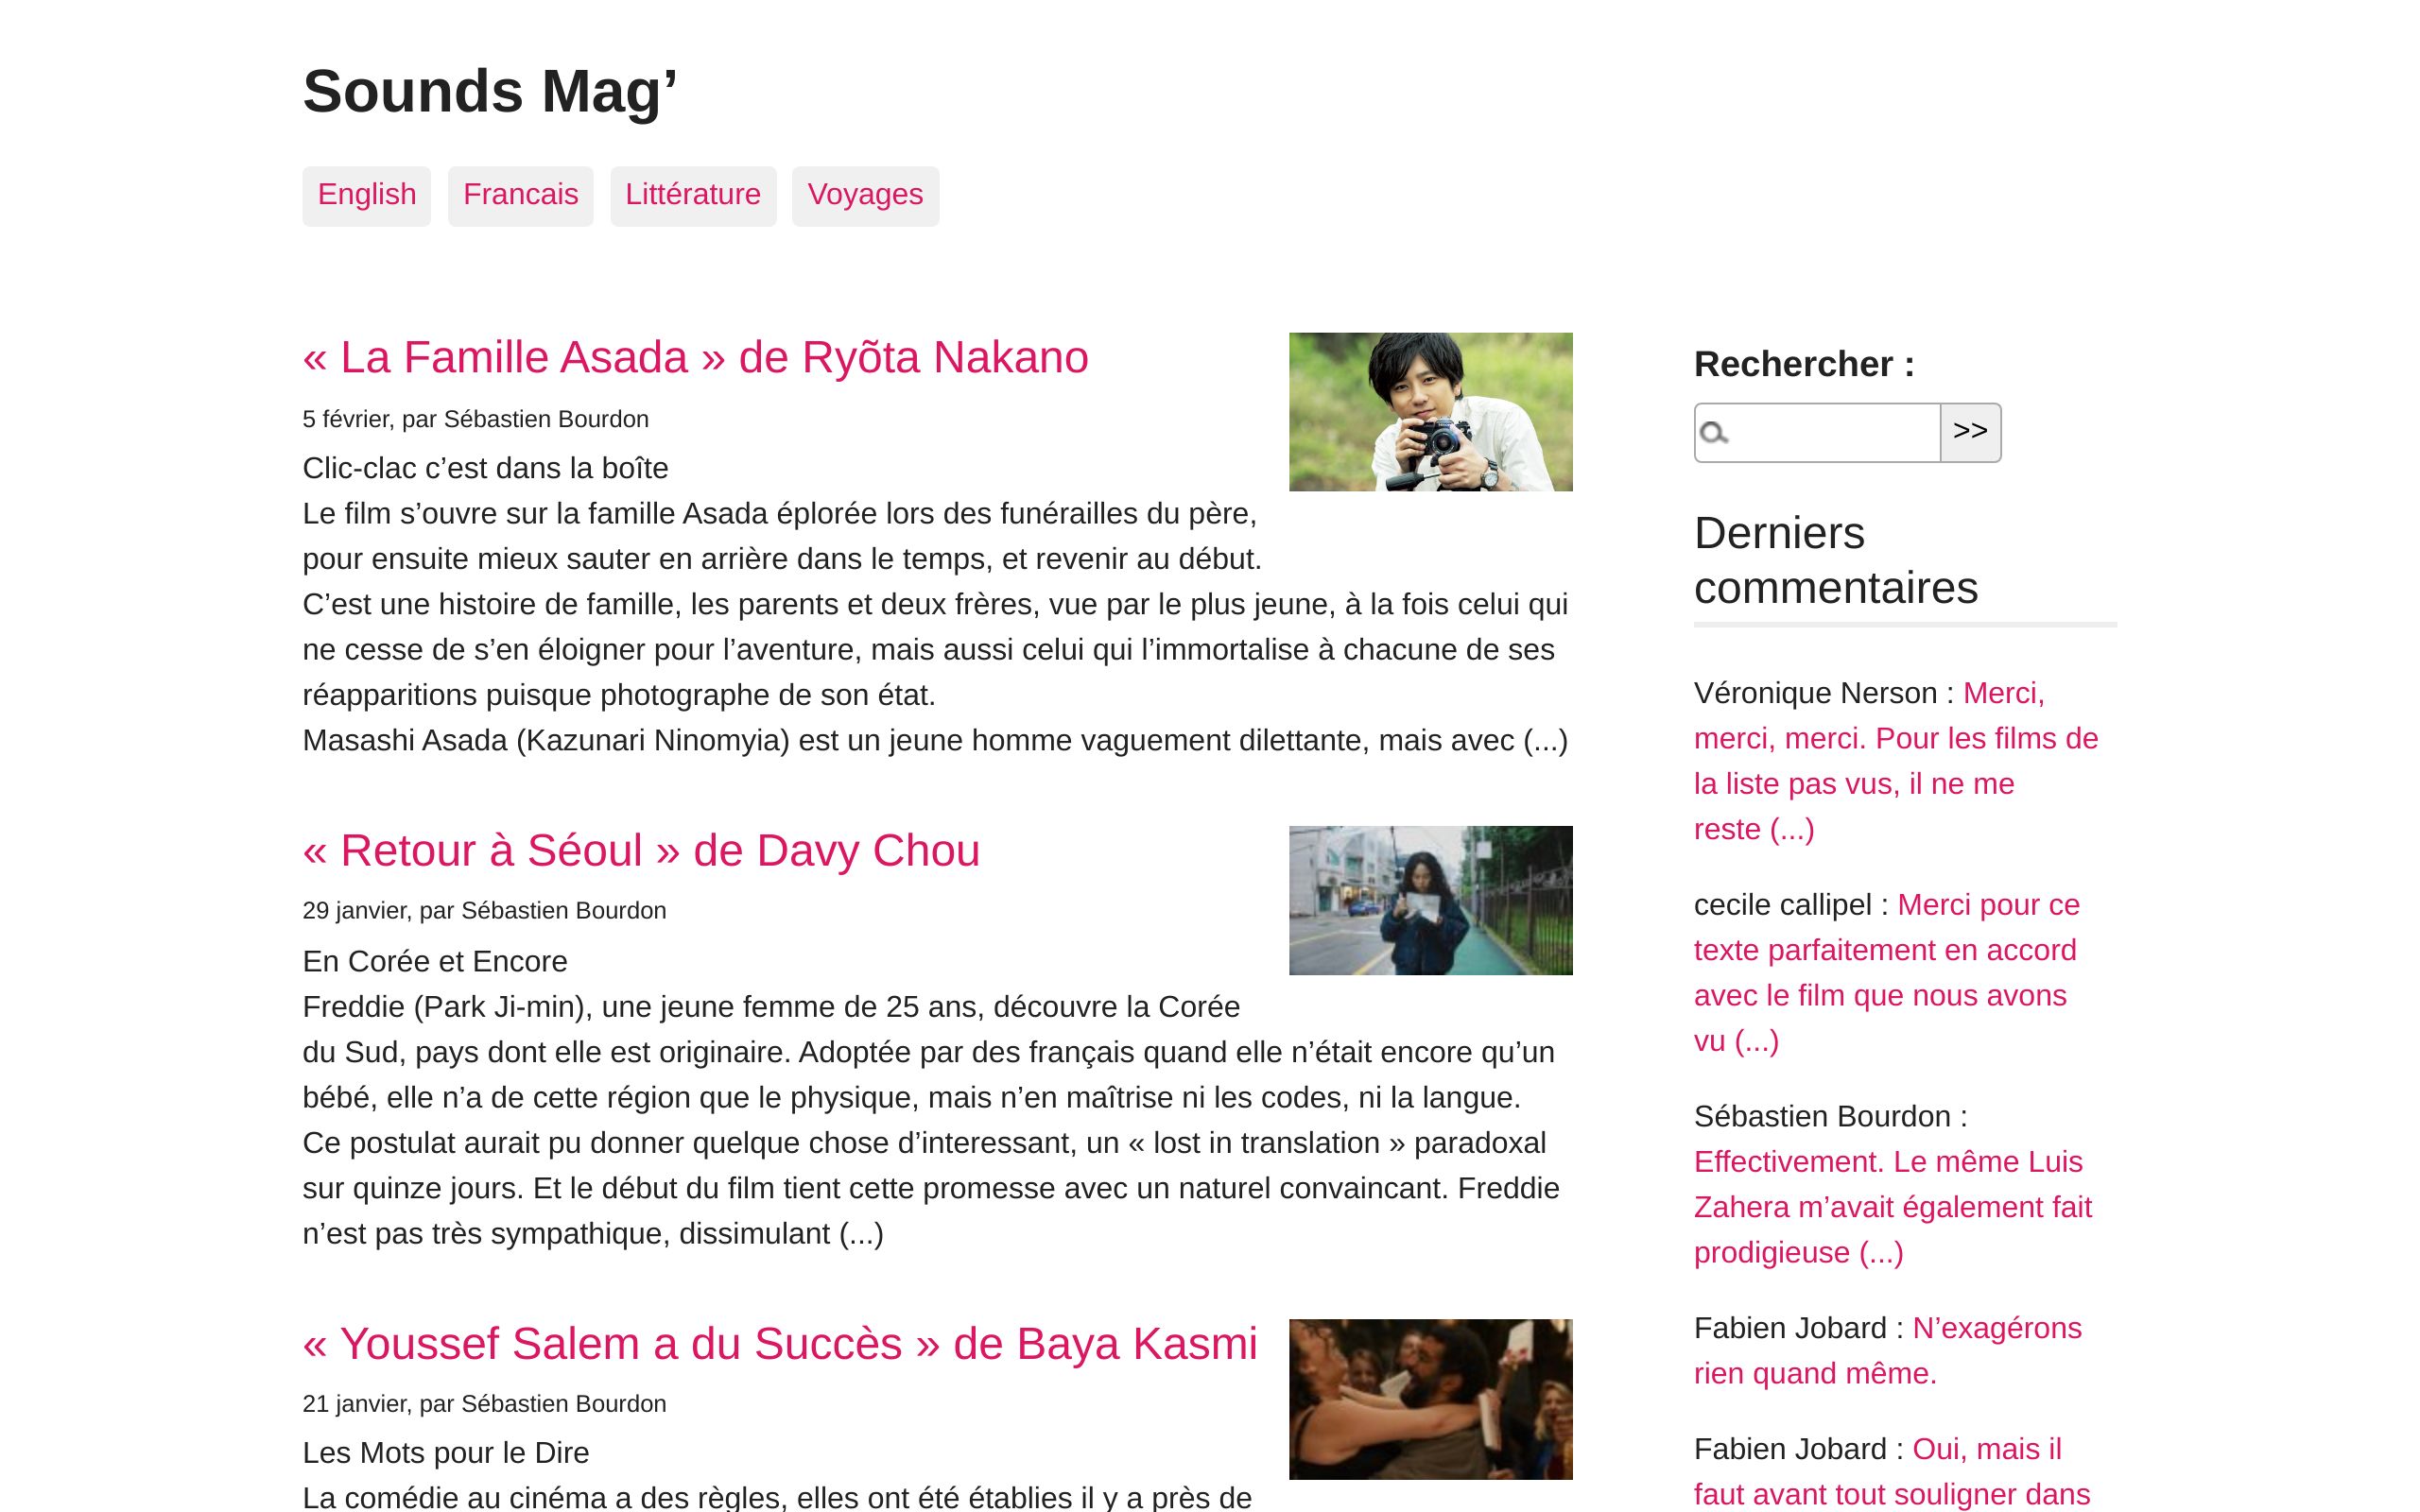 Sounds Mag’
English Francais Littérature Voyages
« La Famille Asada » de Ryõta Nakano
5 février, par Sébastien Bourdon
Clic-clac c’est dans la boîte
Le film s’ouvre sur la famille Asada éplorée lors des funérailles du père,
pour ensuite mieux sauter en arrière dans le temps, et revenir au début.
C’est une histoire de famille, les parents et deux frères, vue par le plus jeune, à la fois celui qui
ne cesse de s’en éloigner pour l’aventure, mais aussi celui qui l’immortalise à chacune de ses
réapparitions puisque photographe de son état.
Masashi Asada (Kazunari Ninomyia) est un jeune homme vaguement dilettante, mais avec (...)
« Retour à Séoul » de Davy Chou
29 janvier, par Sébastien Bourdon
En Corée et Encore
Freddie (Park Ji-min), une jeune femme de 25 ans, découvre la Corée
du Sud, pays dont elle est originaire. Adoptée par des français quand elle n’était encore qu’un
bébé, elle n’a de cette région que le physique, mais n’en maîtrise ni les codes, ni la langue.
Ce postulat aurait pu donner quelque chose d’interessant, un « lost in translation » paradoxal
sur quinze jours. Et le début du film tient cette promesse avec un naturel convaincant. Freddie
n’est pas très sympathique, dissimulant (...)
« Youssef Salem a du Succès » de Baya Kasmi
21 janvier, par Sébastien Bourdon
Les Mots pour le Dire
La comédie au cinéma a des règles, elles ont été établies il y a près de
Rechercher :
>>
Derniers
commentaires
Véronique Nerson : Merci,
merci, merci. Pour les films de
la liste pas vus, il ne me
reste (...)
cecile callipel : Merci pour ce
texte parfaitement en accord
avec le film que nous avons
vu (...)
Sébastien Bourdon :
Effectivement. Le même Luis
Zahera m’avait également fait
prodigieuse (...)
Fabien Jobard : N’exagérons
rien quand même.
Fabien Jobard : Oui, mais il
faut avant tout souligner dans